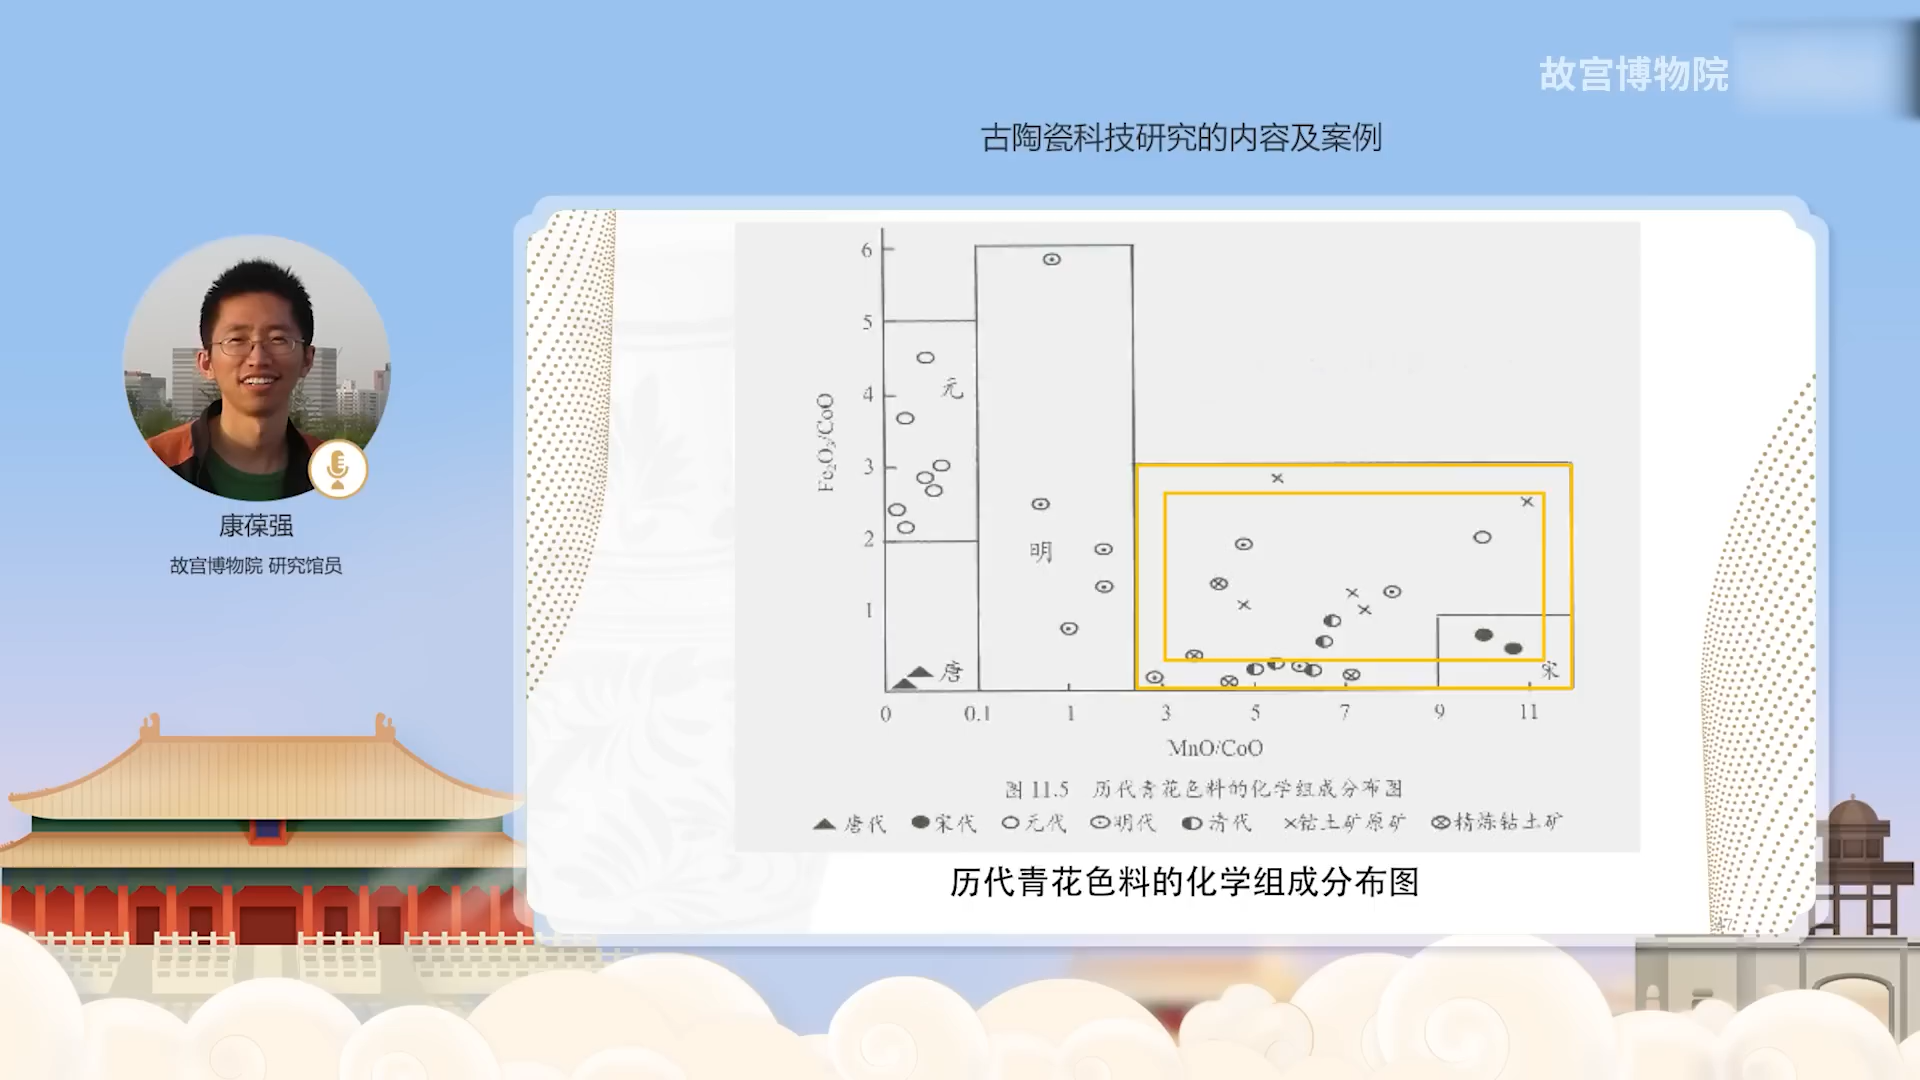 故宫博物院
古陶瓷科技研究的内容及案例
康葆强
故宫博物院 研究馆员
6
5
4
3
2
1
Fe₂O₃/CoO
元
明
唐
宋
0 0.1 1 3 5 7 9 11
MnO/CoO
图 11.5 历代青花色料的化学组成分布图
唐代 宋代 元代 明代 清代 ×钴土矿原矿 精炼钴土矿
历代青花色料的化学组成分布图